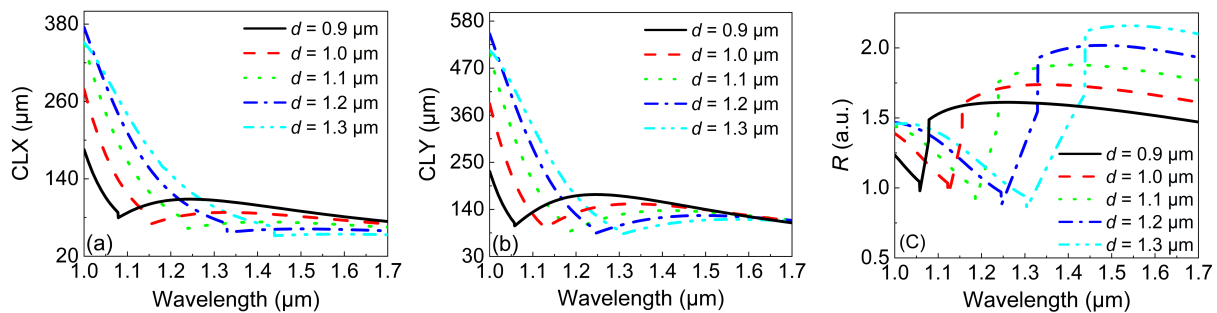 380
260
140
20
CLX (μm)
d = 0.9 μm
d = 1.0 μm
d = 1.1 μm
d = 1.2 μm
d = 1.3 μm
(a)
1.0 1.1 1.2 1.3 1.4 1.5 1.6 1.7
Wavelength (μm)
580
470
360
250
140
30
CLY (μm)
d = 0.9 μm
d = 1.0 μm
d = 1.1 μm
d = 1.2 μm
d = 1.3 μm
(b)
1.0 1.1 1.2 1.3 1.4 1.5 1.6 1.7
Wavelength (μm)
2.0
1.5
1.0
0.5
R (a.u.)
d = 0.9 μm
d = 1.0 μm
d = 1.1 μm
d = 1.2 μm
d = 1.3 μm
(C)
1.0 1.1 1.2 1.3 1.4 1.5 1.6 1.7
Wavelength (μm)